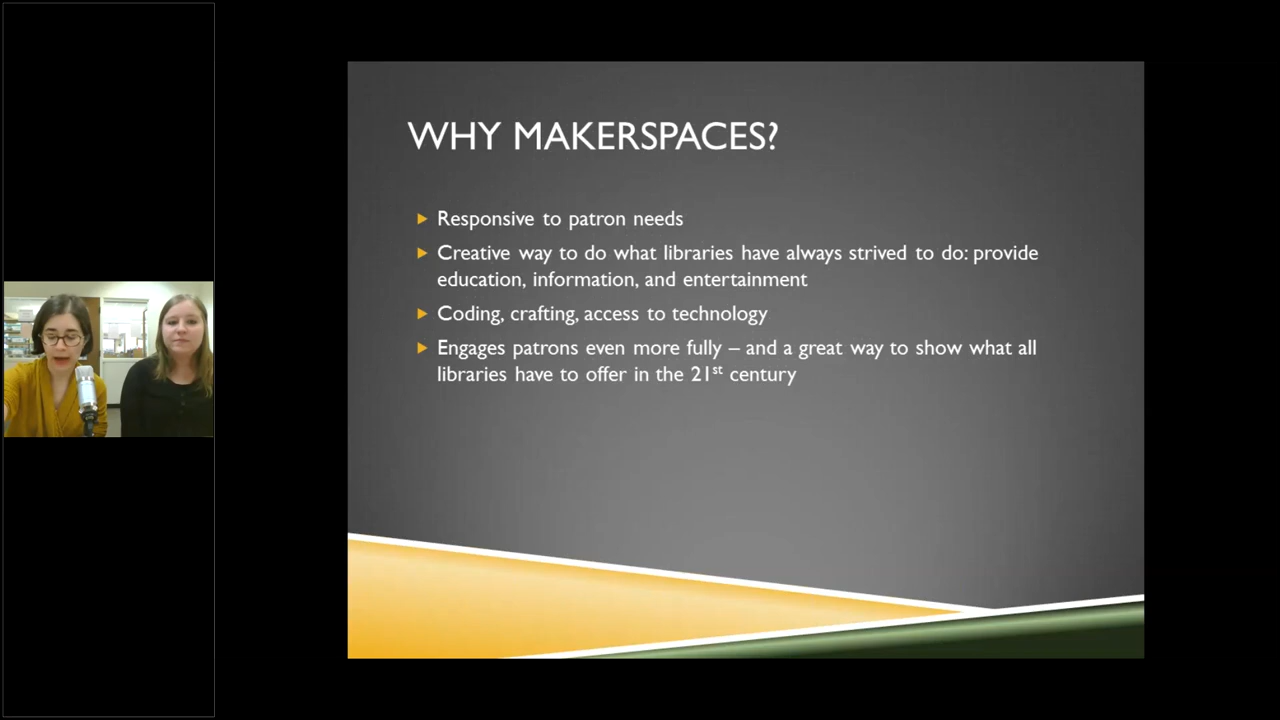 WHY MAKERSPACES?
Responsive to patron needs
Creative way to do what libraries have always strived to do: provide
education, information, and entertainment
Coding, crafting, access to technology
Engages patrons even more fully – and a great way to show what all
libraries have to offer in the 21st century